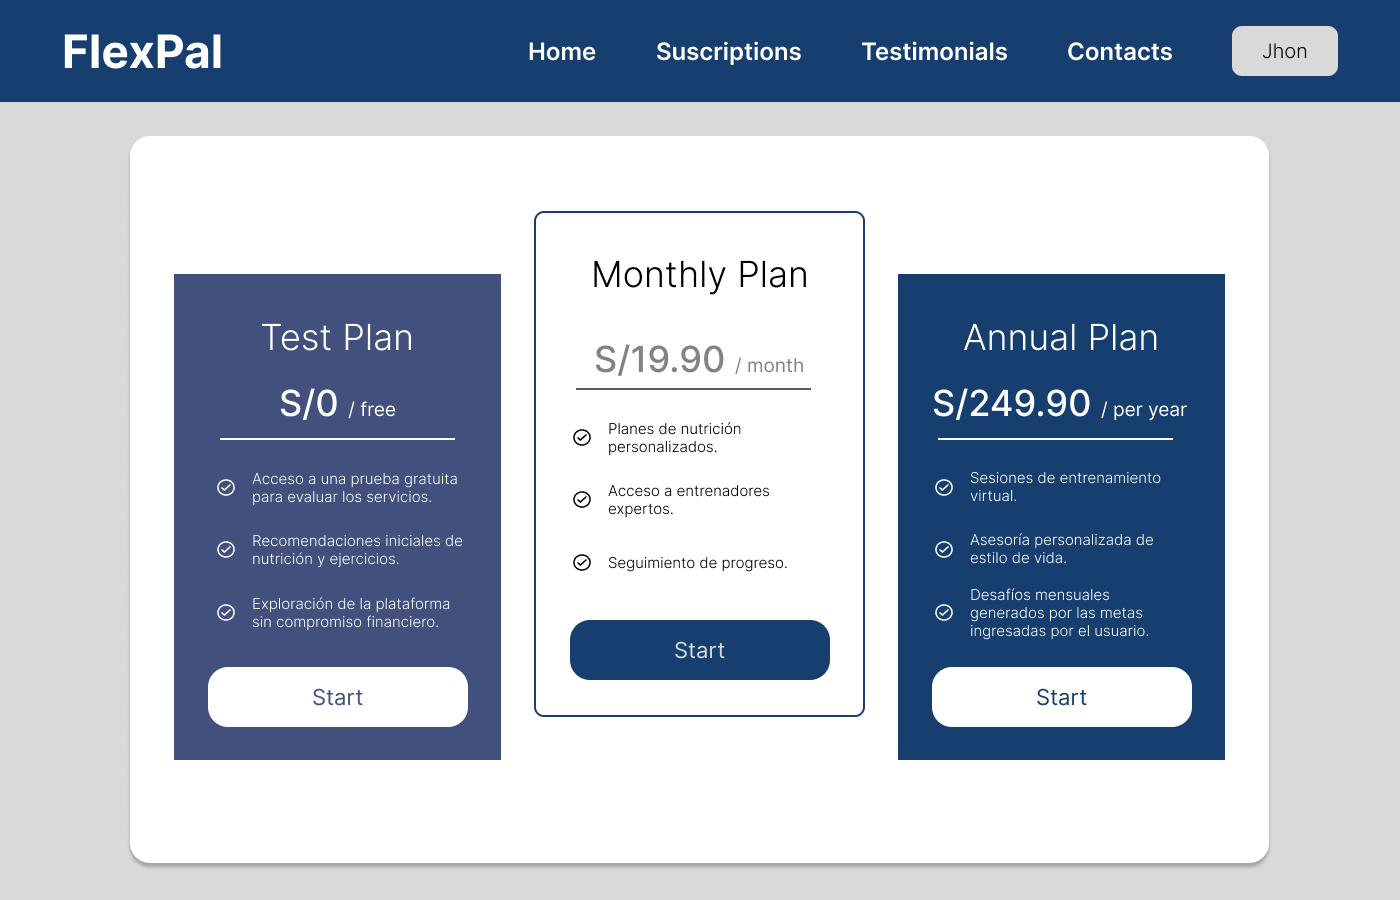 FlexPal
Home
Suscriptions
Testimonials
Contacts
Jhon
Test Plan
S/0 / free
Acceso a una prueba gratuita
para evaluar los servicios.
Recomendaciones iniciales de
nutrición y ejercicios.
Exploración de la plataforma
sin compromiso financiero.
Start
Monthly Plan
S/19.90 / month
Planes de nutrición
personalizados.
Acceso a entrenadores
expertos.
Seguimiento de progreso.
Start
Annual Plan
S/249.90 / per year
Sesiones de entrenamiento
virtual.
Asesoría personalizada de
estilo de vida.
Desafíos mensuales
generados por las metas
ingresadas por el usuario.
Start